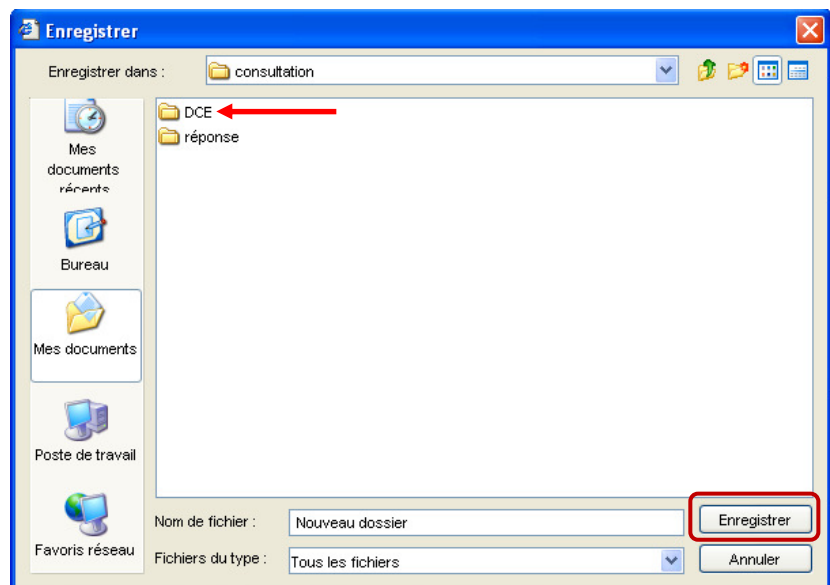 Enregistrer
Enregistrer dans :
consultation
DCE
réponse
Mes
documents
récents
Bureau
Mes documents
Poste de travail
Favoris réseau
Nom de fichier :
Nouveau dossier
Enregistrer
Fichiers du type :
Tous les fichiers
Annuler